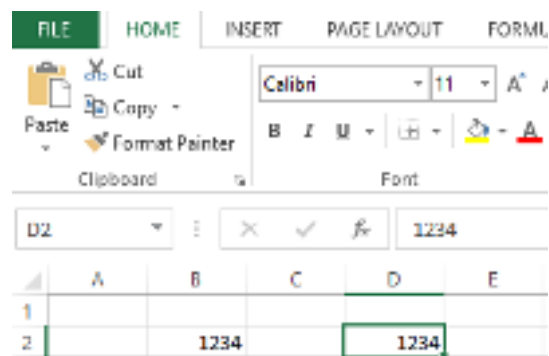 FILE HOME INSERT PAGE LAYOUT FORMU
Cut
Copy
Format Painter
Paste
Clipboard
Calibri 11 A A
B I U A
Font
D2 fx 1234
A B C D E
1
2 1234 1234